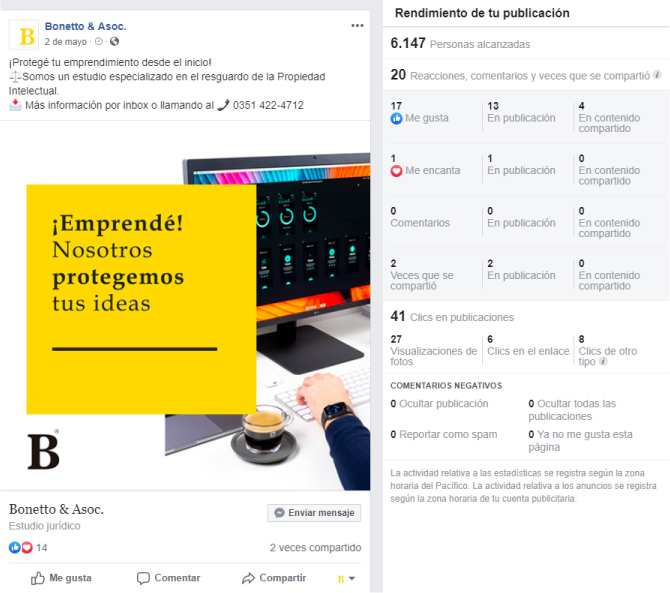 B
Bonetto & Asoc.
2 de mayo ·
¡Protegé tu emprendimiento desde el inicio!
⚖️Somos un estudio especializado en el resguardo de la Propiedad
Intelectual.
📩 Más información por inbox o llamando al 📞 0351 422-4712
¡Emprendé!
Nosotros
protegemos
tus ideas
B®
Bonetto & Asoc.
Estudio jurídico
Enviar mensaje
14
2 veces compartido
Me gusta
Comentar
Compartir
B
Rendimiento de tu publicación
6.147 Personas alcanzadas
20 Reacciones, comentarios y veces que se compartió
17
Me gusta
13
En publicación
4
En contenido
compartido
1
Me encanta
1
En publicación
0
En contenido
compartido
0
Comentarios
0
En publicación
0
En contenido
compartido
2
Veces que se
compartió
2
En publicación
0
En contenido
compartido
41 Clics en publicaciones
27
Visualizaciones de
fotos
6
Clics en el enlace
8
Clics de otro
tipo
COMENTARIOS NEGATIVOS
0 Ocultar publicación
0 Ocultar todas las
publicaciones
0 Reportar como spam
0 Ya no me gusta esta
página
La actividad relativa a las estadísticas se registra según la zona
horaria del Pacífico. La actividad relativa a los anuncios se registra
según la zona horaria de tu cuenta publicitaria.